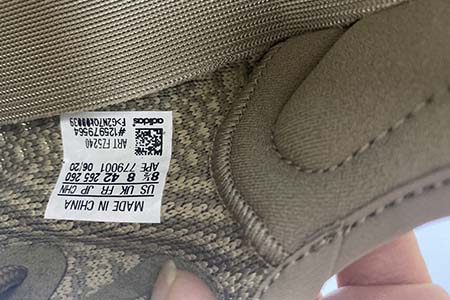 MADE IN CHINA
US UK FR JP CHN
8½ 8 42 265 260
APE 779001 06/20
ART FZ5240
#125979564
adidas